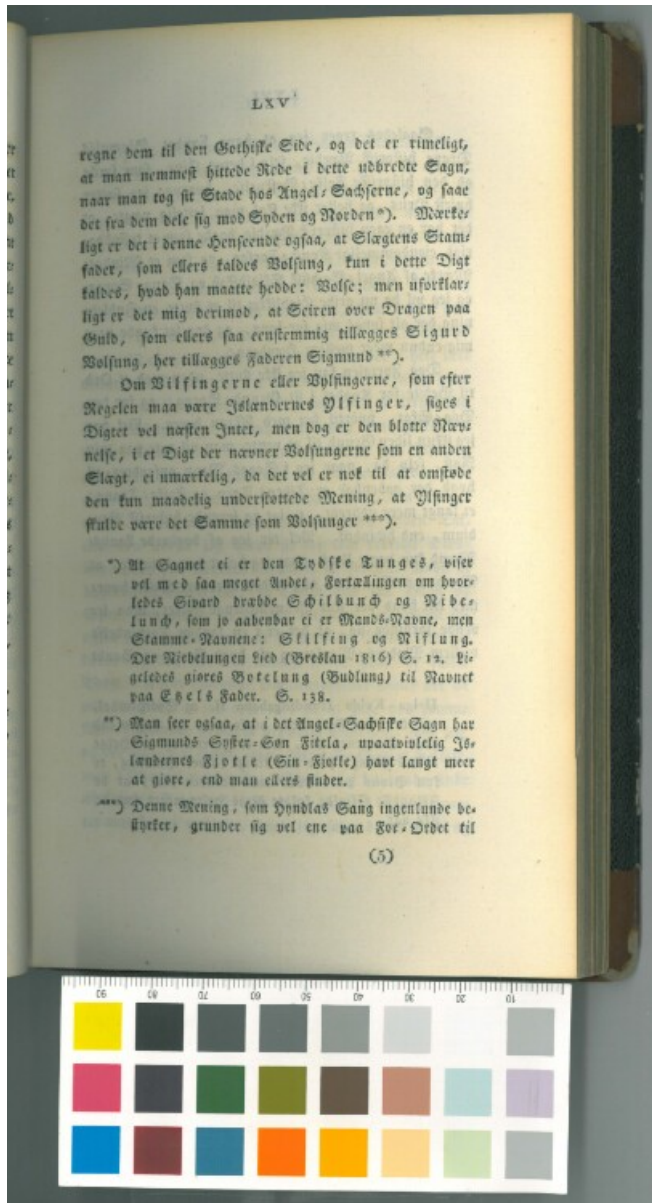 LXV
regne dem til den Gothiske Side, og det er rimeligt,
at man nemmest hittede Rede i dette udbredte Sagn,
naar man tog sit Stade hos Angel-Sachserne, og saae
det fra dem dele sig mod Syden og Norden *). Mærke-
ligt er det i denne Henseende ogsaa, at Slægtens Stam-
fader, som ellers kaldes Volsung, kun i dette Digt
kaldes, hvad han maatte hedde: Volse; men uforklar-
ligt er det mig derimod, at Seiren over Dragen paa
Guld, som ellers saa eenstemmig tillægges Sigurd
Volsung, her tillægges Faderen Sigmund **).
Om Vilfingerne eller Vylfingerne, som efter
Regelen maa være Islændernes Ylfinger, siges i
Digtet vel næsten Intet, men dog er den blotte Næv-
nelse, i et Digt der nævner Volsungerne som en anden
Slægt, ei umærkelig, da det vel er nok til at omstøde
den kun maadelig understøttede Mening, at Ylfinger
skulde være det Samme som Volsunger ***).
*) At Sagnet ei er den Tydske Tunges, viser
vel med saa meget Andet, Fortællingen om hvor-
ledes Sivard dræbde Schilbunch og Nibe-
lunch, som jo aabenbar ei er Mands-Navne, men
Stamme-Navnene: Skilfing og Niflung.
Der Niebelungen Lied (Breslau 1816) S. 12. Li-
geledes giøres Botelung (Budlung) til Navnet
paa Etzels Fader. S. 138.
**) Man seer ogsaa, at i det Angel-Sachsiske Sagn har
Sigmunds Syster-Søn Fitela, upaatvivlelig Is-
lændernes Fjotle (Sin-Fjotle) havt langt meer
at giøre, end man ellers finder.
***) Denne Mening, som Hyndlas Sang ingenlunde be-
styrker, grunder sig vel ene paa For-Ordet til
(5)
90 80 70 60 50 40 30 20 10